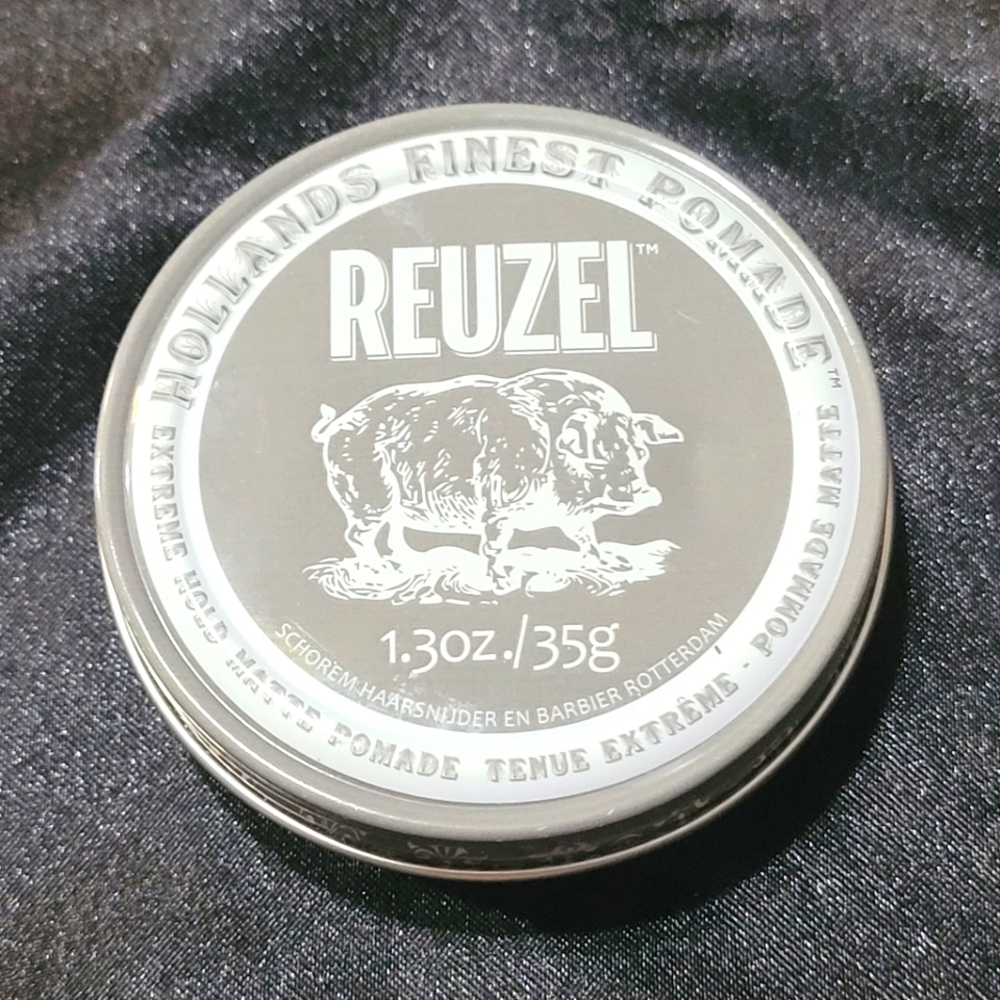 HOLLANDS FINEST POMADE™
REUZEL™
1.3oz./35g
SCHOREM HAARSNIJDER EN BARBIER ROTTERDAM
EXTREME HOLD MATTE POMADE
TENUE EXTRÊME - POMMADE MATTE